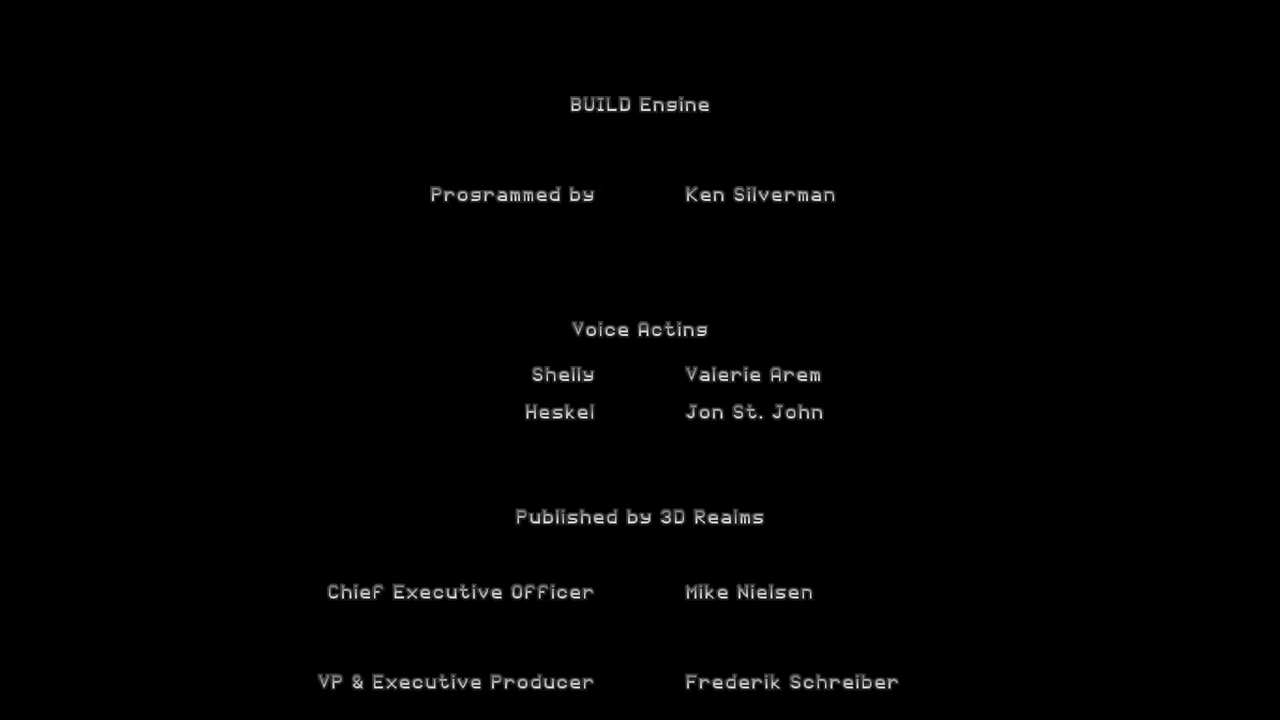 BUILD Engine
Programmed by Ken Silverman
Voice Acting
Shelly Valerie Arem
Heskel Jon St. John
Published by 3D Realms
Chief Executive Officer Mike Nielsen
VP & Executive Producer Frederik Schreiber